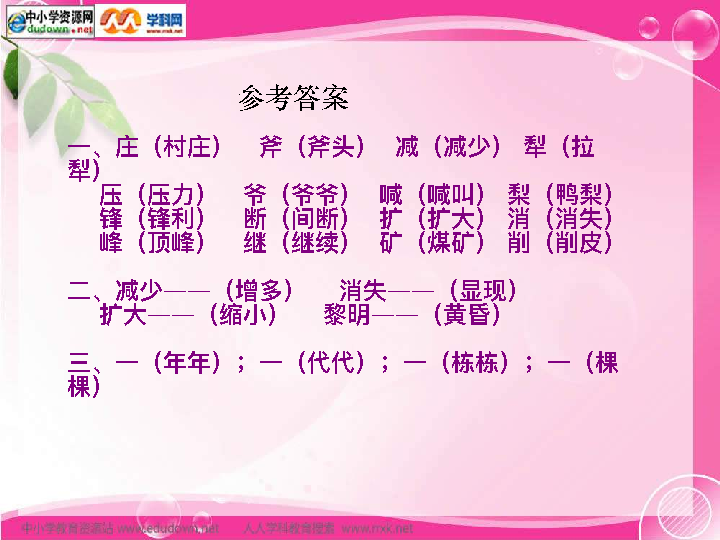 中小学资源网
dudown.net
学科网
www.nxk.net
参考答案
一、庄（村庄） 斧（斧头） 减（减少） 犁（拉
犁）
压（压力） 爷（爷爷） 喊（喊叫） 梨（鸭梨）
锋（锋利） 断（间断） 扩（扩大） 消（消失）
峰（顶峰） 继（继续） 矿（煤矿） 削（削皮）
二、减少——（增多） 消失——（显现）
扩大——（缩小） 黎明——（黄昏）
三、一（年年）；一（代代）；一（栋栋）；一（棵
棵）
中小学教育资源站 www.edudown.net 人人学科教育搜索 www.rrxk.net